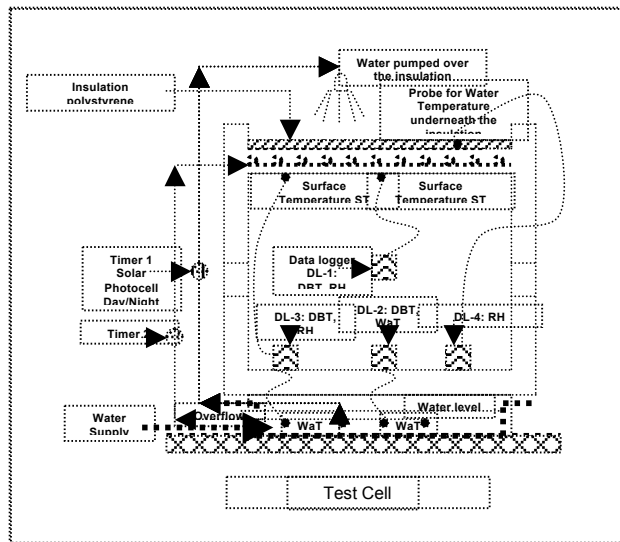 Water pumped over
the insulation
Insulation
polystyrene
Probe for Water
Temperature
underneath the
insulation
Surface
Temperature ST
Surface
Temperature ST
Timer 1
Solar
Photocell
Day/Night
Data logger
DL-1:
DBT, RH
DL-3: DBT,
RH
DL-2: DBT,
WaT
DL-4: RH
Timer 2
Overflow
Water level
Water
Supply
WaT
WaT
Test Cell